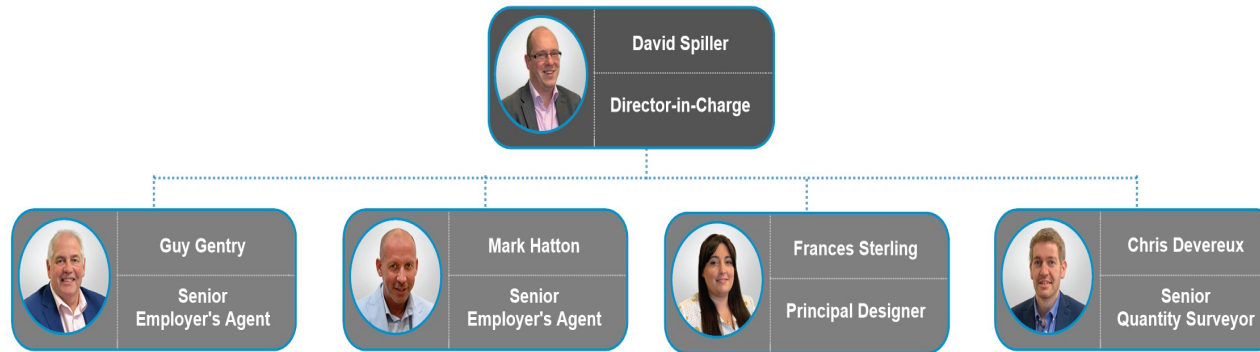 David Spiller
Director-in-Charge
Guy Gentry
Senior
Employer's Agent
Mark Hatton
Senior
Employer's Agent
Frances Sterling
Principal Designer
Chris Devereux
Senior
Quantity Surveyor